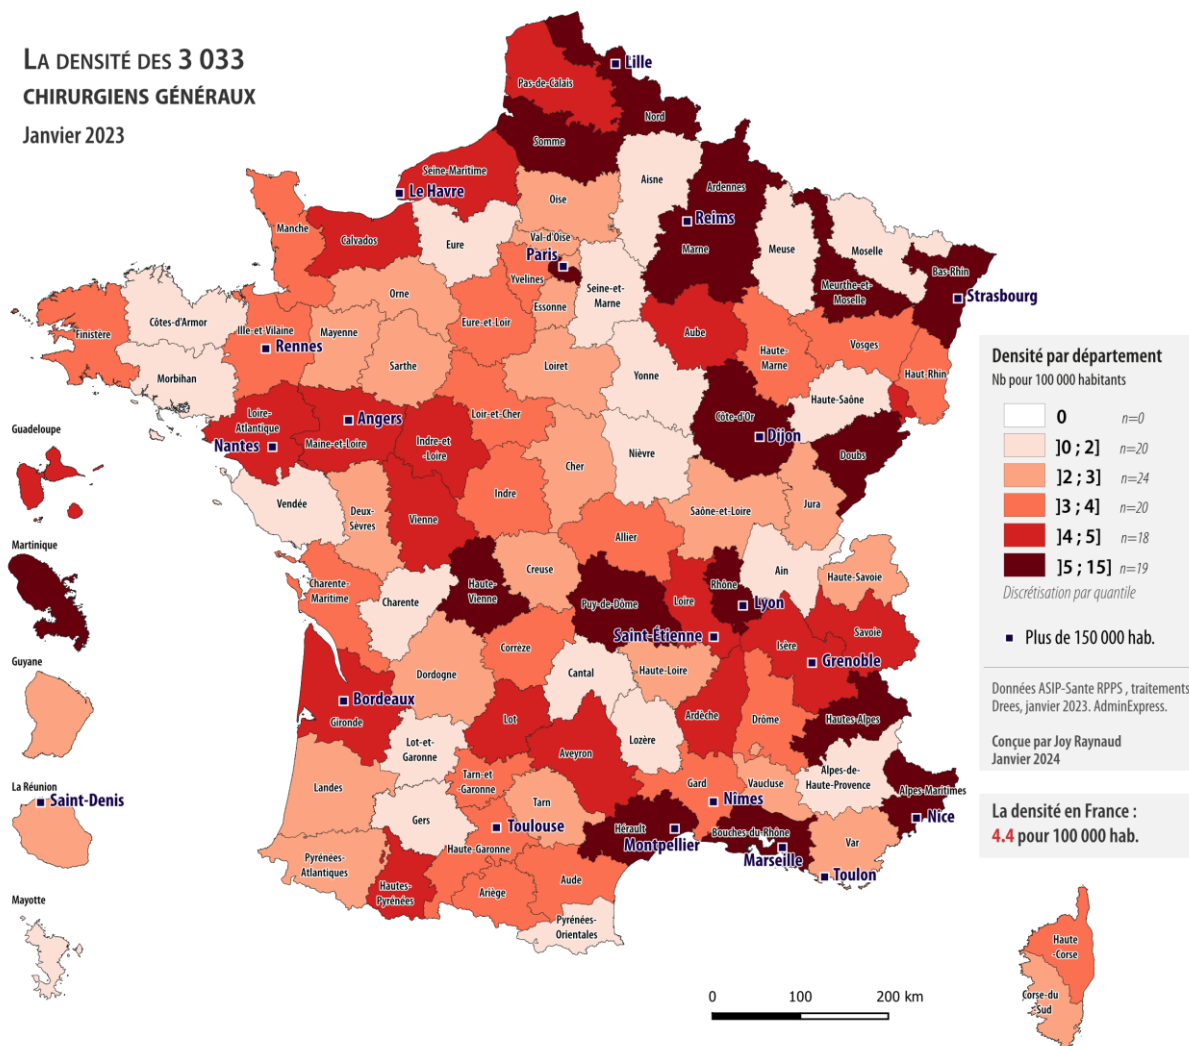 LA DENSITÉ DES 3 033
CHIRURGIENS GÉNÉRAUX
Janvier 2023
Lille
Pas-de-Calais
Nord
Somme
Seine-Maritime
Le Havre
Aisne
Ardennes
Oise
Reims
Manche
Calvados
Eure
Val-d'Oise
Paris
Marne
Meuse
Moselle
Bas-Rhin
Yvelines
Seine-et-
Marne
Meurthe-et-
Moselle
Strasbourg
Orne
Essonne
Finistère
Côtes-d'Armor
Ille-et-Vilaine
Rennes
Mayenne
Eure-et-Loir
Aube
Haute-
Marne
Vosges
Haut-Rhin
Morbihan
Sarthe
Loiret
Yonne
Haute-Saône
Loire-
Atlantique
Angers
Loir-et-Cher
Côte-d'Or
Dijon
Nantes
Maine-et-Loire
Indre-et
-Loire
Cher
Nièvre
Doubs
Vendée
Deux-
Sèvres
Vienne
Indre
Saône-et-Loire
Jura
Allier
Charente-
Maritime
Charente
Haute-
Vienne
Creuse
Puy-de-Dôme
Loire
Rhône
Ain
Haute-Savoie
Lyon
Saint-Étienne
Isère
Savoie
Grenoble
Corrèze
Dordogne
Cantal
Haute-Loire
Bordeaux
Gironde
Lot
Ardèche
Drôme
Hautes-Alpes
Lot-et-
Garonne
Aveyron
Lozère
Landes
Tarn-et
-Garonne
Tarn
Gard
Nîmes
Vaucluse
Alpes-de-
Haute-Provence
Alpes-Maritimes
Nice
Gers
Toulouse
Haute-Garonne
Hérault
Montpellier
Bouches-du-Rhône
Marseille
Var
Toulon
Pyrénées-
Atlantiques
Hautes-
Pyrénées
Ariège
Aude
Pyrénées-
Orientales
Haute
-Corse
Corse-du
-Sud
Guadeloupe
Martinique
Guyane
La Réunion
Saint-Denis
Mayotte
Densité par département
Nb pour 100 000 habitants
0 n=0
]0 ; 2] n=20
]2 ; 3] n=24
]3 ; 4] n=20
]4 ; 5] n=18
]5 ; 15] n=19
Discrétisation par quantile
Plus de 150 000 hab.
Données ASIP-Sante RPPS , traitements
Drees, janvier 2023. AdminExpress.
Conçue par Joy Raynaud
Janvier 2024
La densité en France :
4.4 pour 100 000 hab.
0 100 200 km